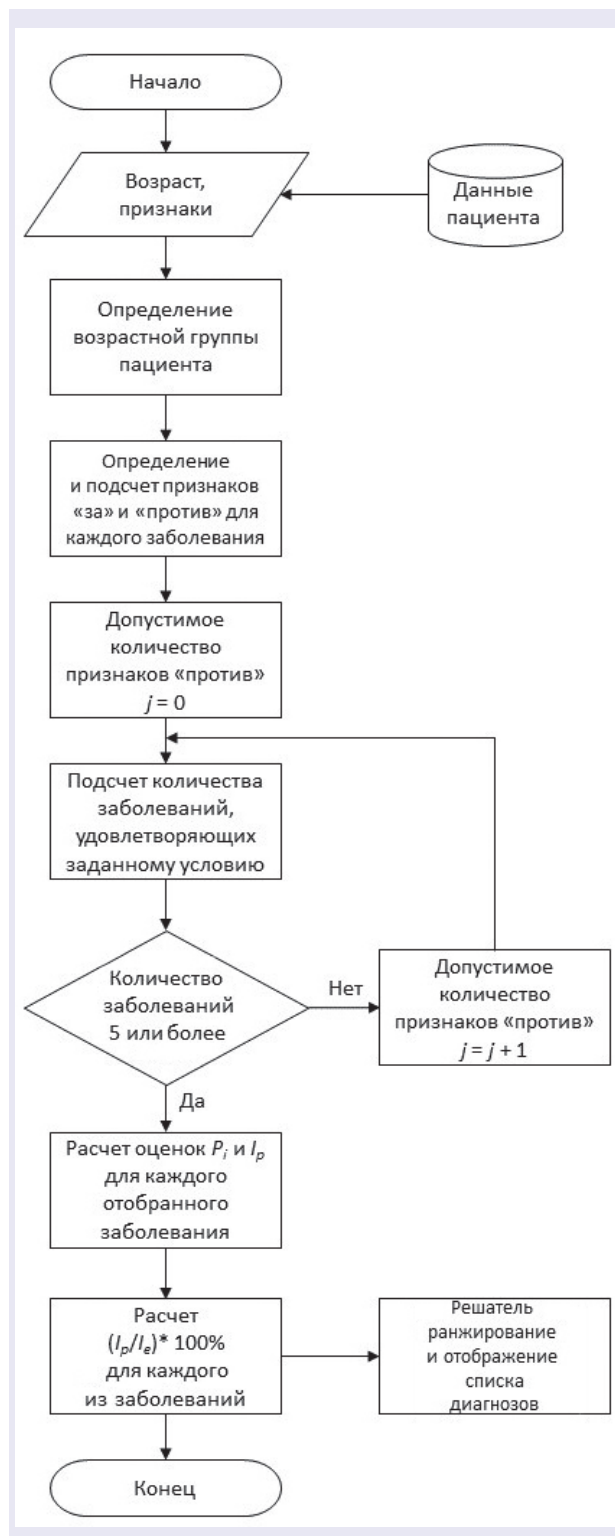 Начало
Возраст,
признаки
Данные
пациента
Определение
возрастной группы
пациента
Определение
и подсчет признаков
«за» и «против» для
каждого заболевания
Допустимое
количество
признаков «против»
j = 0
Подсчет количества
заболеваний,
удовлетворяющих
заданному условию
Количество
заболеваний
5 или более
Нет
Допустимое
количество
признаков «против»
j = j + 1
Да
Расчет оценок Pi и Ip
для каждого
отобранного
заболевания
Расчет
(Ip/Ie)* 100%
для каждого
из заболеваний
Решатель
ранжирование
и отображение
списка
диагнозов
Конец